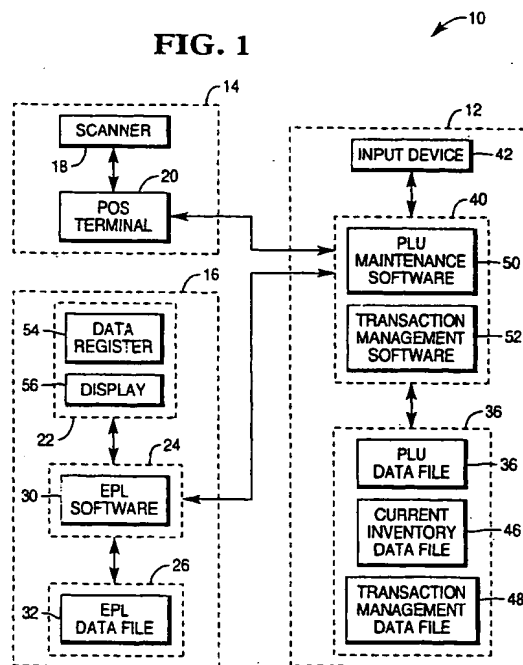 FIG. 1
10
14
SCANNER
18
20
POS
TERMINAL
16
54
DATA
REGISTER
56
DISPLAY
22
24
30
EPL
SOFTWARE
26
32
EPL
DATA FILE
12
INPUT DEVICE
42
40
PLU
MAINTENANCE
SOFTWARE
50
TRANSACTION
MANAGEMENT
SOFTWARE
52
36
PLU
DATA FILE
36
CURRENT
INVENTORY
DATA FILE
46
TRANSACTION
MANAGEMENT
DATA FILE
48